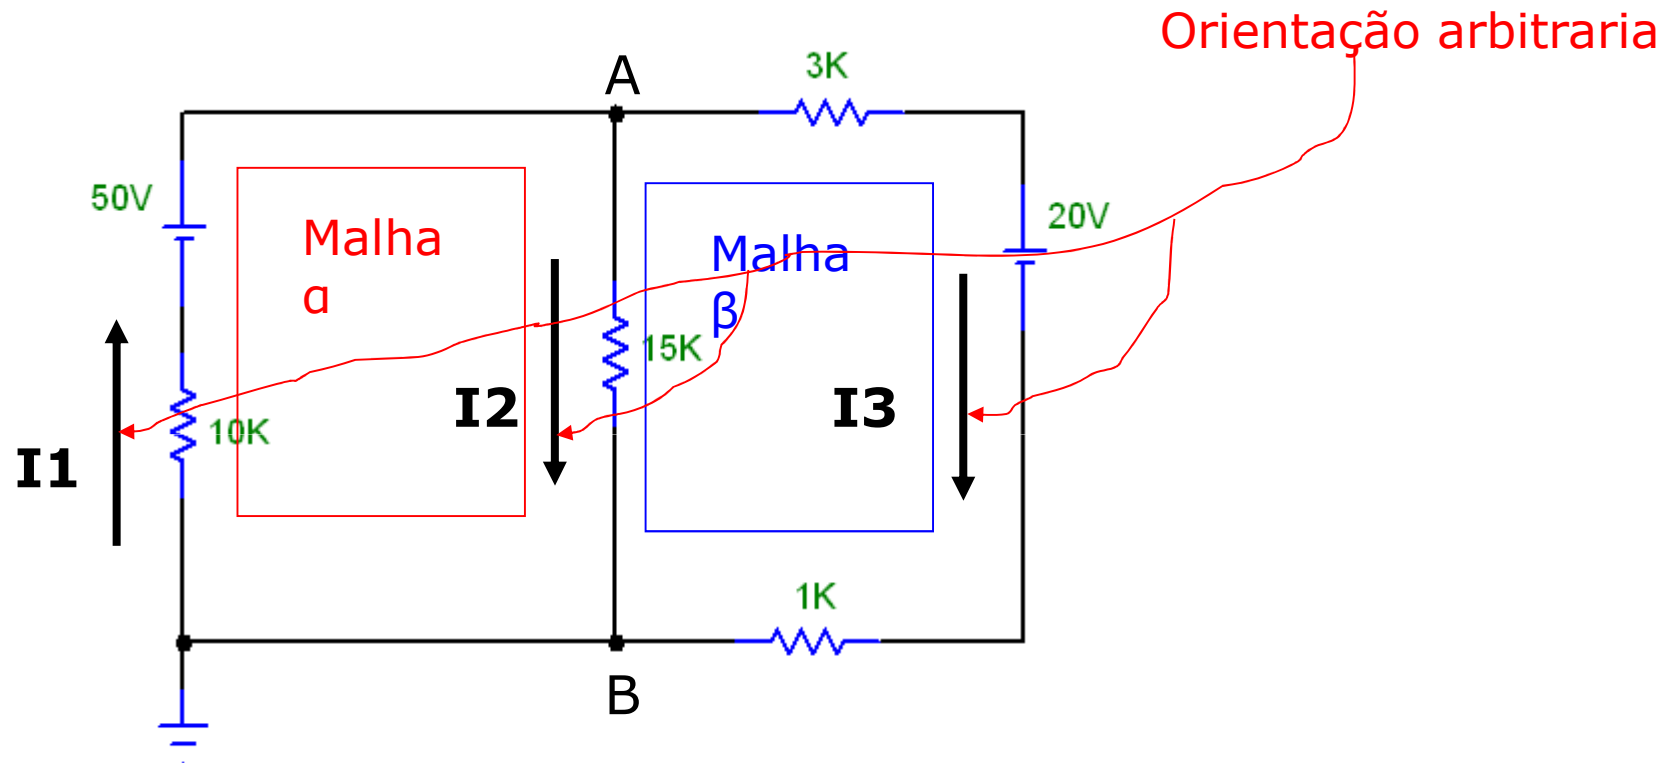 Orientação arbitraria
A
3K
50V
20V
Malha
α
Malha
β
15K
I2
I3
10K
I1
1K
B